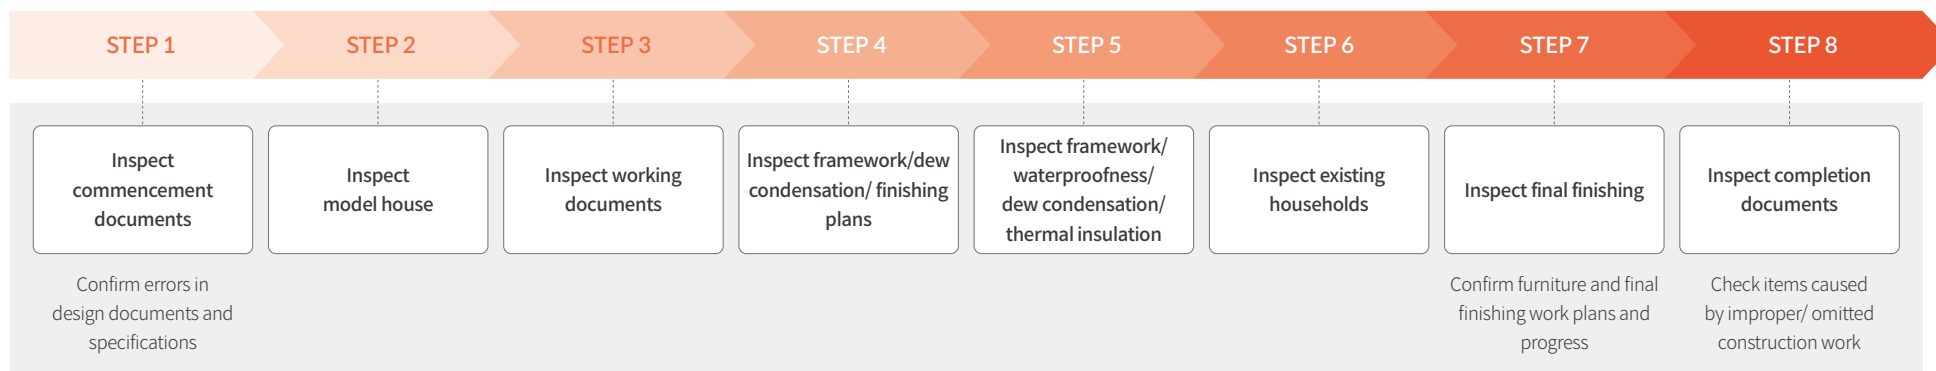 STEP 1
STEP 2
STEP 3
STEP 4
STEP 5
STEP 6
STEP 7
STEP 8
Inspect
commencement
documents
Inspect
model house
Inspect working
documents
Inspect framework/dew
condensation/ finishing
plans
Inspect framework/
waterproofness/
dew condensation/
thermal insulation
Inspect existing
households
Inspect final finishing
Inspect completion
documents
Confirm errors in
design documents and
specifications
Confirm furniture and final
finishing work plans and
progress
Check items caused
by improper/ omitted
construction work